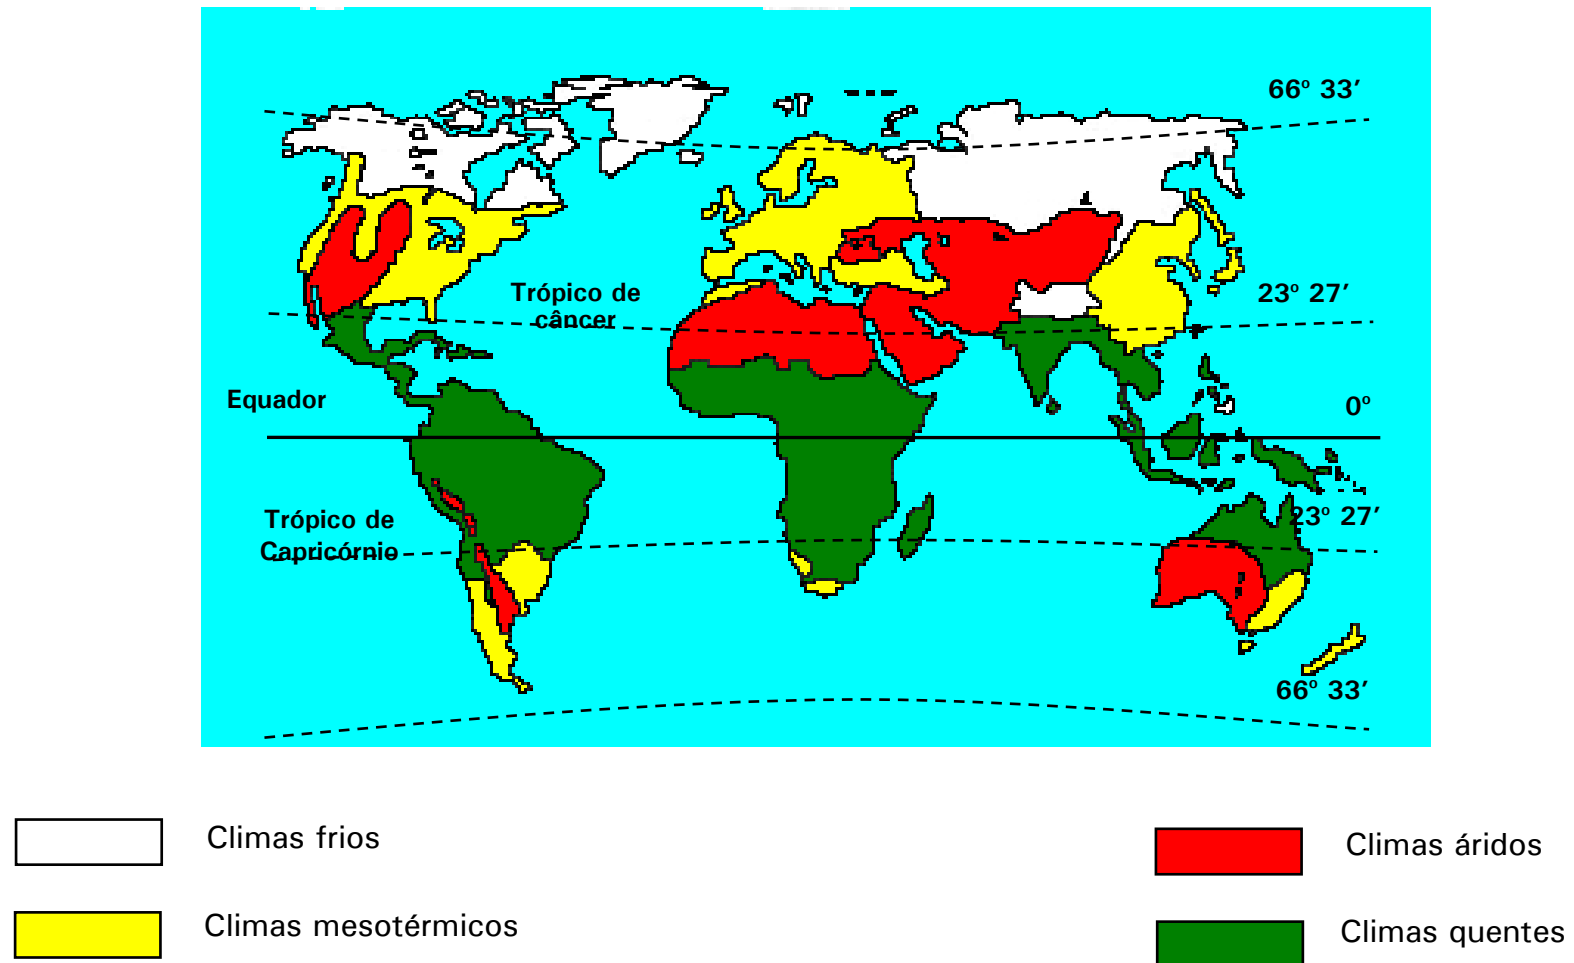 66º 33’
23º 27’
Trópico de
câncer
Equador
0º
23º 27’
Trópico de
Capricórnio
66º 33’
Climas frios
Climas áridos
Climas mesotérmicos
Climas quentes